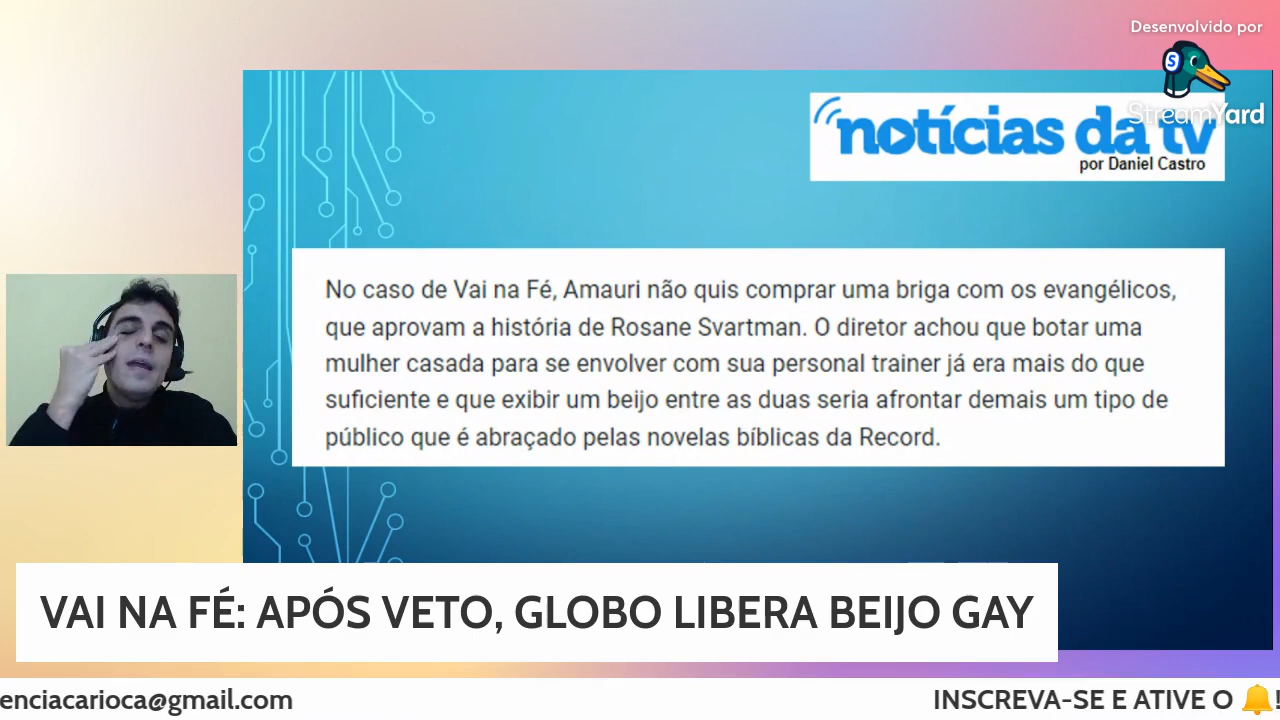 Desenvolvido por
StreamYard
notícias da tv
por Daniel Castro
No caso de Vai na Fé, Amauri não quis comprar uma briga com os evangélicos,
que aprovam a história de Rosane Svartman. O diretor achou que botar uma
mulher casada para se envolver com sua personal trainer já era mais do que
suficiente e que exibir um beijo entre as duas seria afrontar demais um tipo de
público que é abraçado pelas novelas bíblicas da Record.
VAI NA FÉ: APÓS VETO, GLOBO LIBERA BEIJO GAY
enciacarioca@gmail.com
INSCREVA-SE E ATIVE O 🔔!